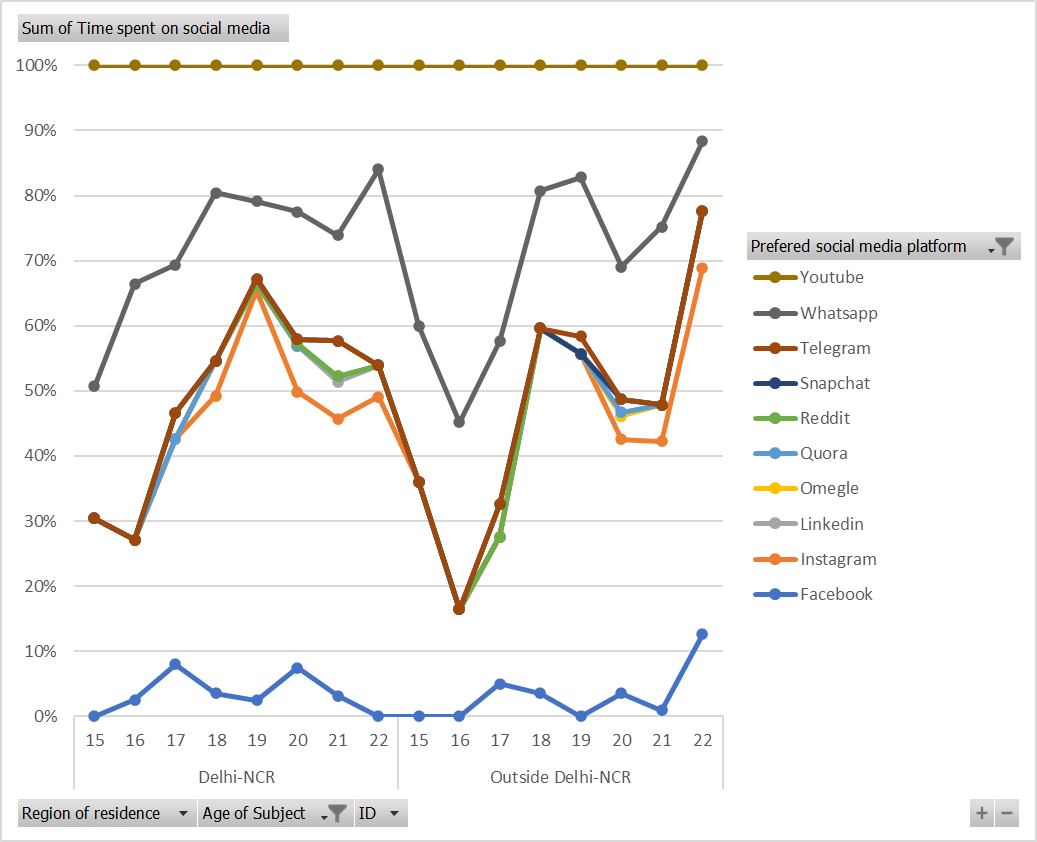 Sum of Time spent on social media
100%
90%
80%
70%
60%
50%
40%
30%
20%
10%
0%
15 16 17 18 19 20 21 22 15 16 17 18 19 20 21 22
Delhi-NCR Outside Delhi-NCR
Prefered social media platform
Youtube
Whatsapp
Telegram
Snapchat
Reddit
Quora
Omegle
Linkedin
Instagram
Facebook
Region of residence Age of Subject ID + −